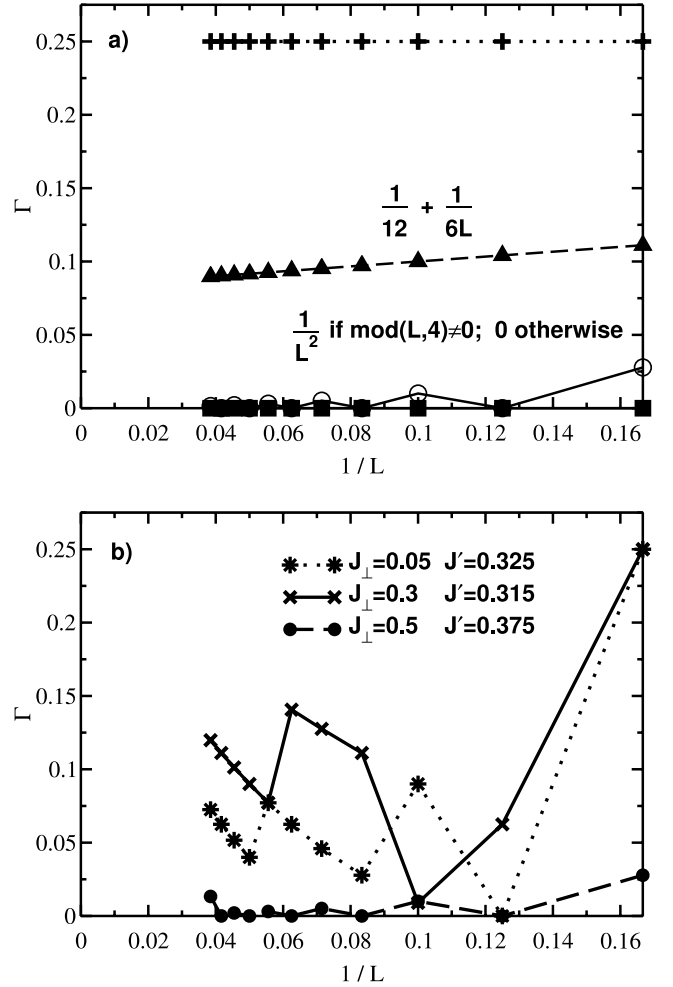 a)
0.25
0.2
0.15
0.1
0.05
0
Γ
1
12
+
1
6L
1
L²
if mod(L,4)≠0; 0 otherwise
0 0.02 0.04 0.06 0.08 0.1 0.12 0.14 0.16
1 / L
b)
0.25
0.2
0.15
0.1
0.05
0
Γ
J⊥=0.05 J′=0.325
J⊥=0.3 J′=0.315
J⊥=0.5 J′=0.375
0 0.02 0.04 0.06 0.08 0.1 0.12 0.14 0.16
1 / L